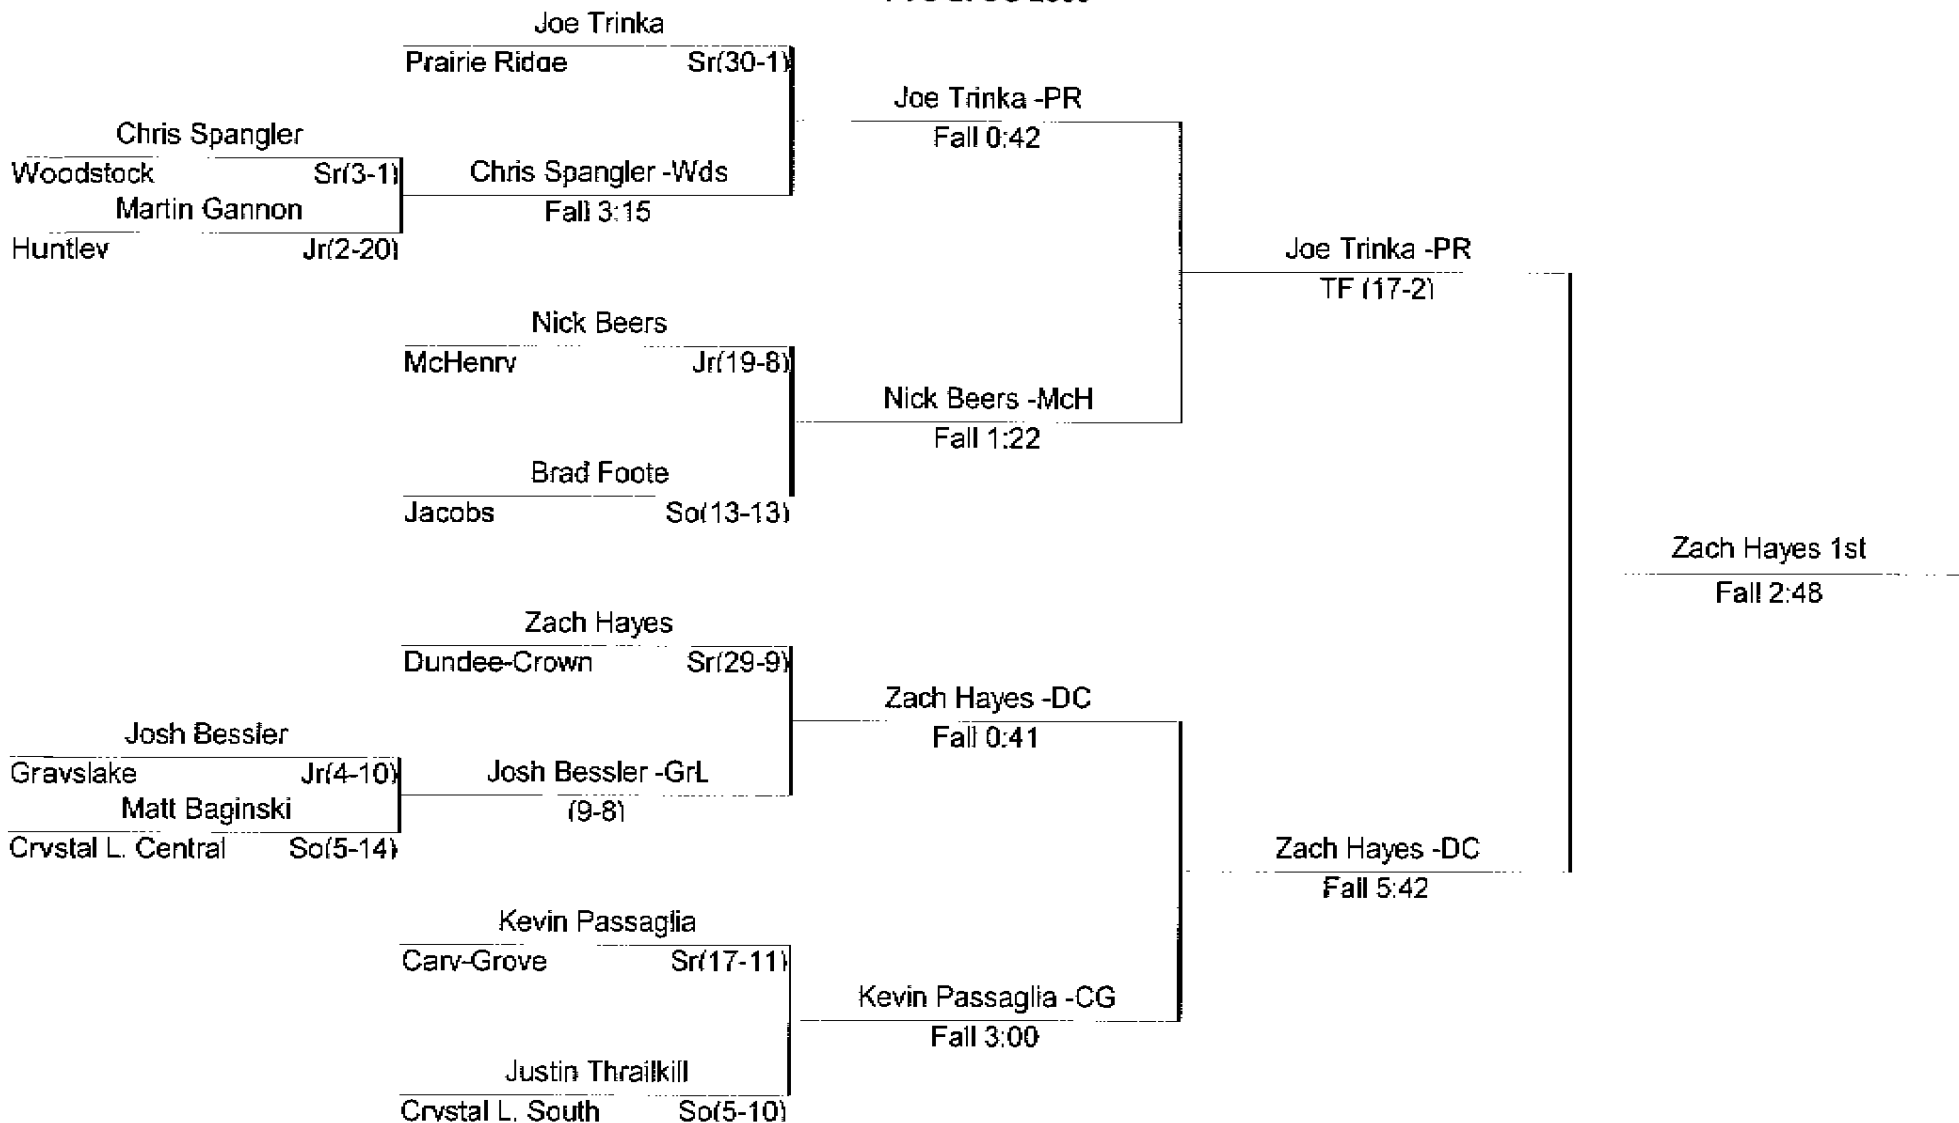 Joe Trinka
Prairie Ridge Sr(30-1)
Joe Trinka -PR
Fall 0:42
Chris Spangler
Woodstock Sr(3-1)
Chris Spangler -Wds
Fall 3:15
Martin Gannon
Huntley Jr(2-20)
Joe Trinka -PR
TF (17-2)
Nick Beers
McHenry Jr(19-8)
Nick Beers -McH
Fall 1:22
Brad Foote
Jacobs So(13-13)
Zach Hayes 1st
Fall 2:48
Zach Hayes
Dundee-Crown Sr(29-9)
Zach Hayes -DC
Fall 0:41
Josh Bessler
Grayslake Jr(4-10)
Josh Bessler -GrL
(9-8)
Matt Baginski
Crystal L. Central So(5-14)
Zach Hayes -DC
Fall 5:42
Kevin Passaglia
Cary-Grove Sr(17-11)
Kevin Passaglia -CG
Fall 3:00
Justin Thrailkill
Crystal L. South So(5-10)